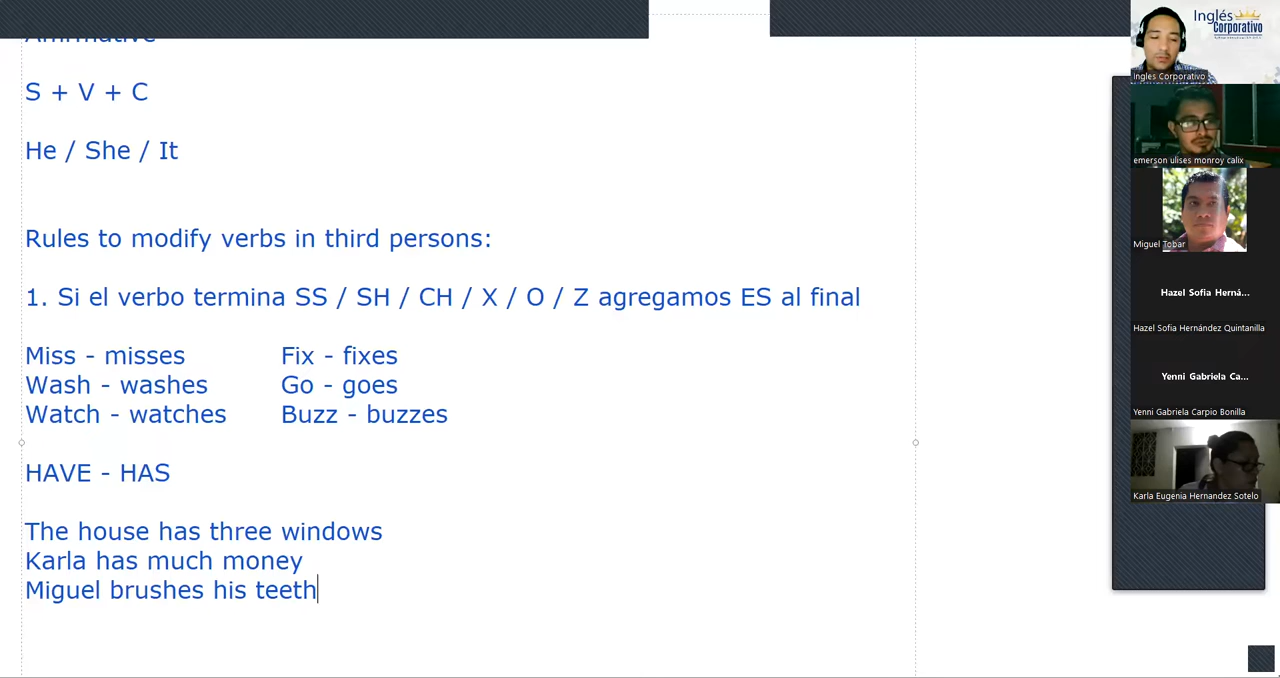 Affirmative
S + V + C
He / She / It
Rules to modify verbs in third persons:
1. Si el verbo termina SS / SH / CH / X / O / Z agregamos ES al final
Miss - misses Fix - fixes
Wash - washes Go - goes
Watch - watches Buzz - buzzes
HAVE - HAS
The house has three windows
Karla has much money
Miguel brushes his teeth
Inglés
Corporativo
Ingles Corporativo
emerson ulises monroy calix
Miguel Tobar
Hazel Sofia Herná...
Hazel Sofia Hernández Quintanilla
Yenni Gabriela Ca...
Yenni Gabriela Carpio Bonilla
Karla Eugenia Hernandez Sotelo